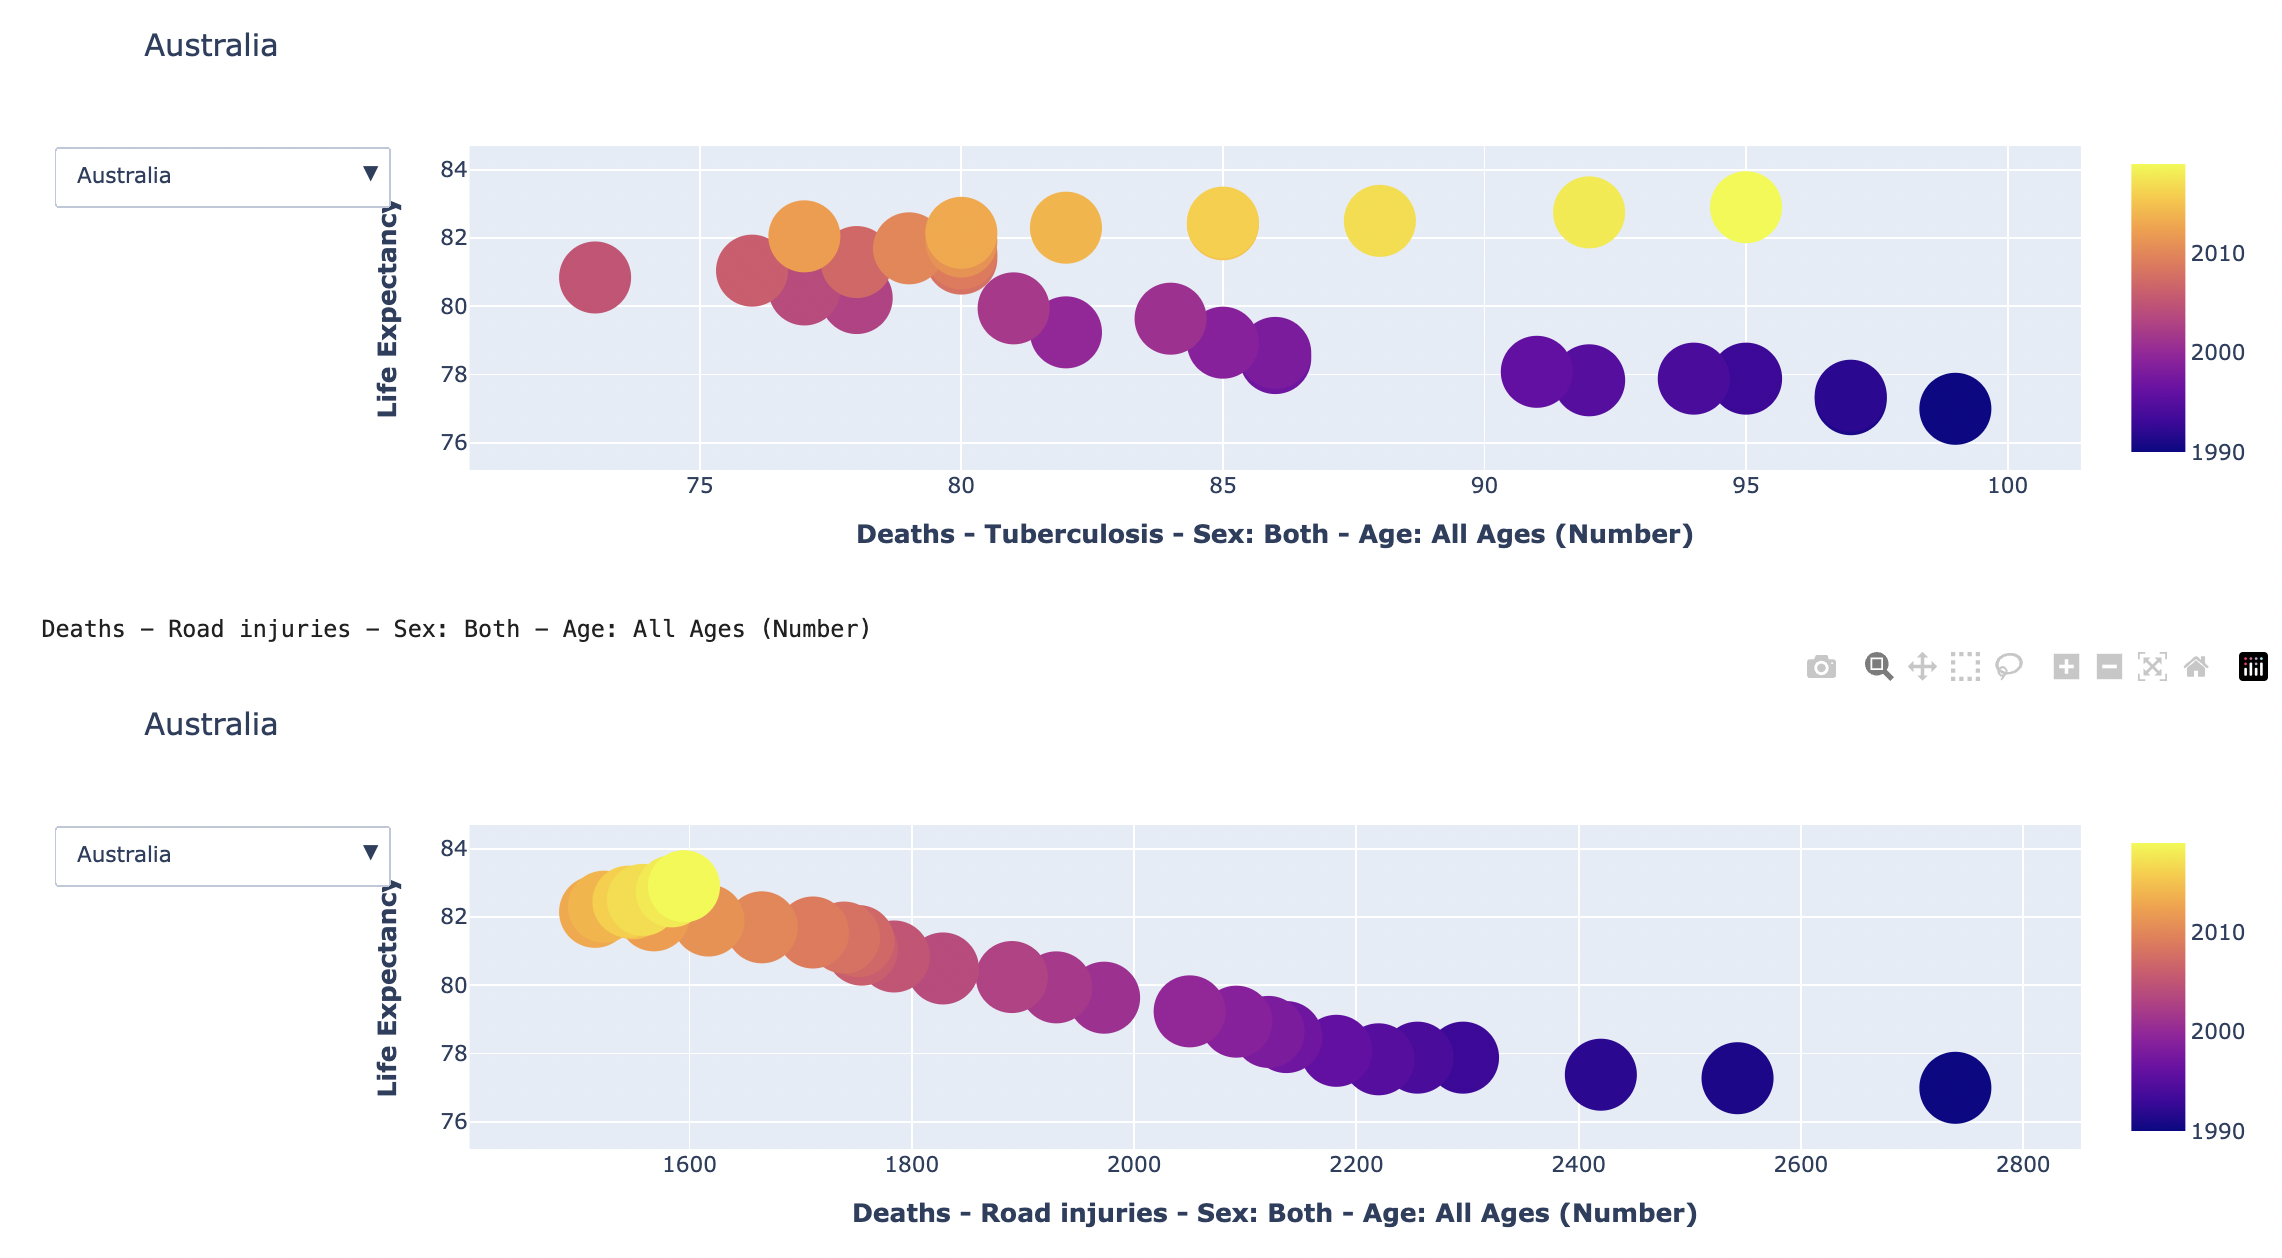 Australia
Australia ▼
Life Expectancy
84
82
80
78
76
75 80 85 90 95 100
Deaths - Tuberculosis - Sex: Both - Age: All Ages (Number)
2010
2000
1990
Deaths - Road injuries - Sex: Both - Age: All Ages (Number)
Australia
Australia ▼
Life Expectancy
84
82
80
78
76
1600 1800 2000 2200 2400 2600 2800
Deaths - Road injuries - Sex: Both - Age: All Ages (Number)
2010
2000
1990